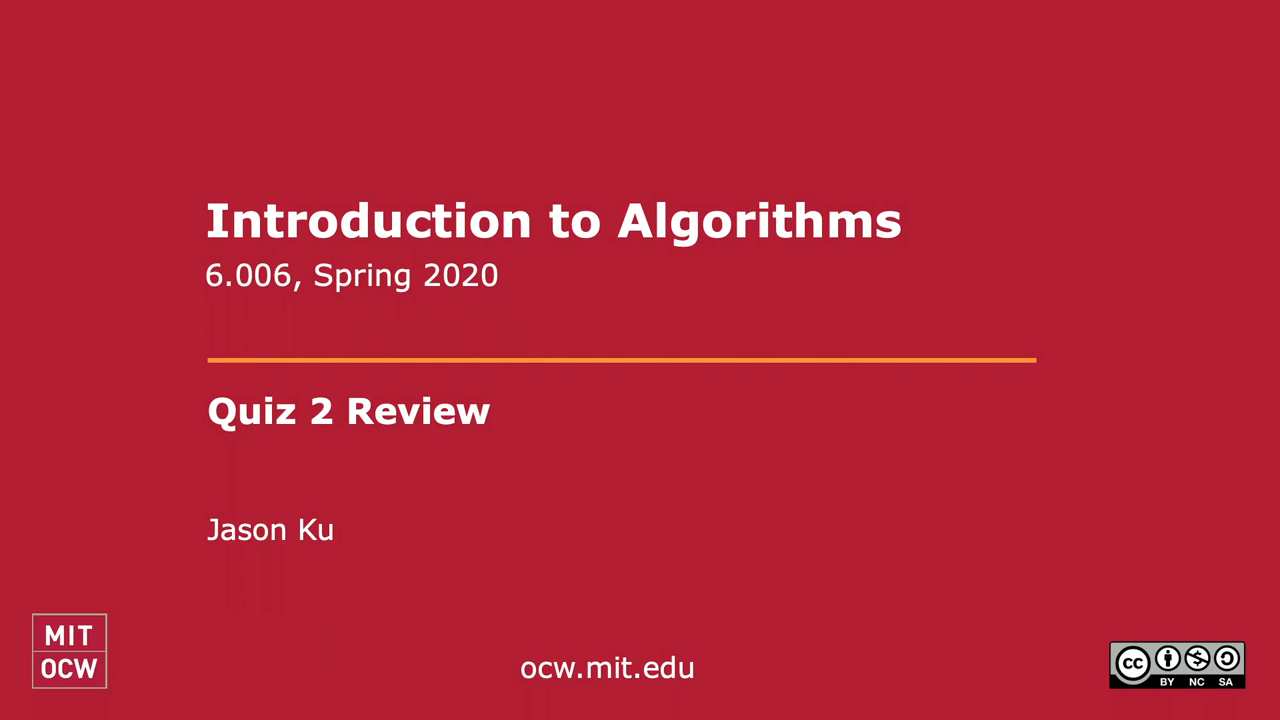 Introduction to Algorithms
6.006, Spring 2020
Quiz 2 Review
Jason Ku
MIT
OCW
ocw.mit.edu
cc
BY NC SA